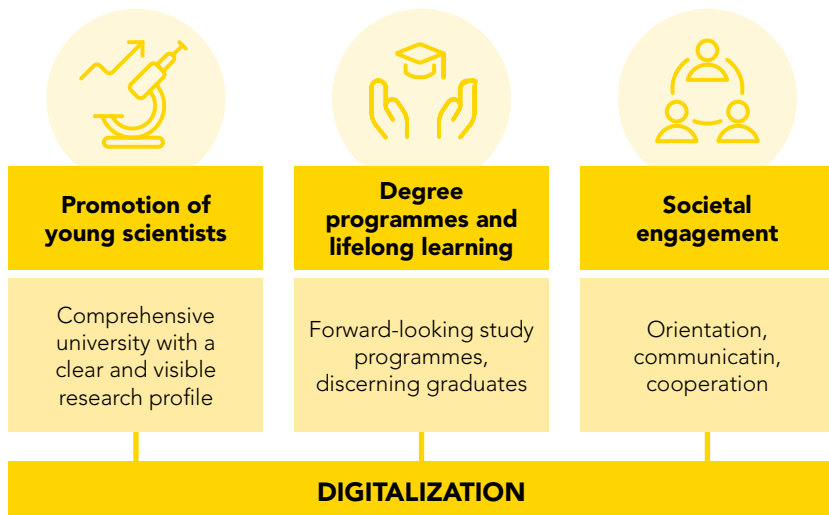 Promotion of
young scientists
Comprehensive
university with a
clear and visible
research profile
Degree
programmes and
lifelong learning
Forward-looking study
programmes,
discerning graduates
Societal
engagement
Orientation,
communicatin,
cooperation
DIGITALIZATION